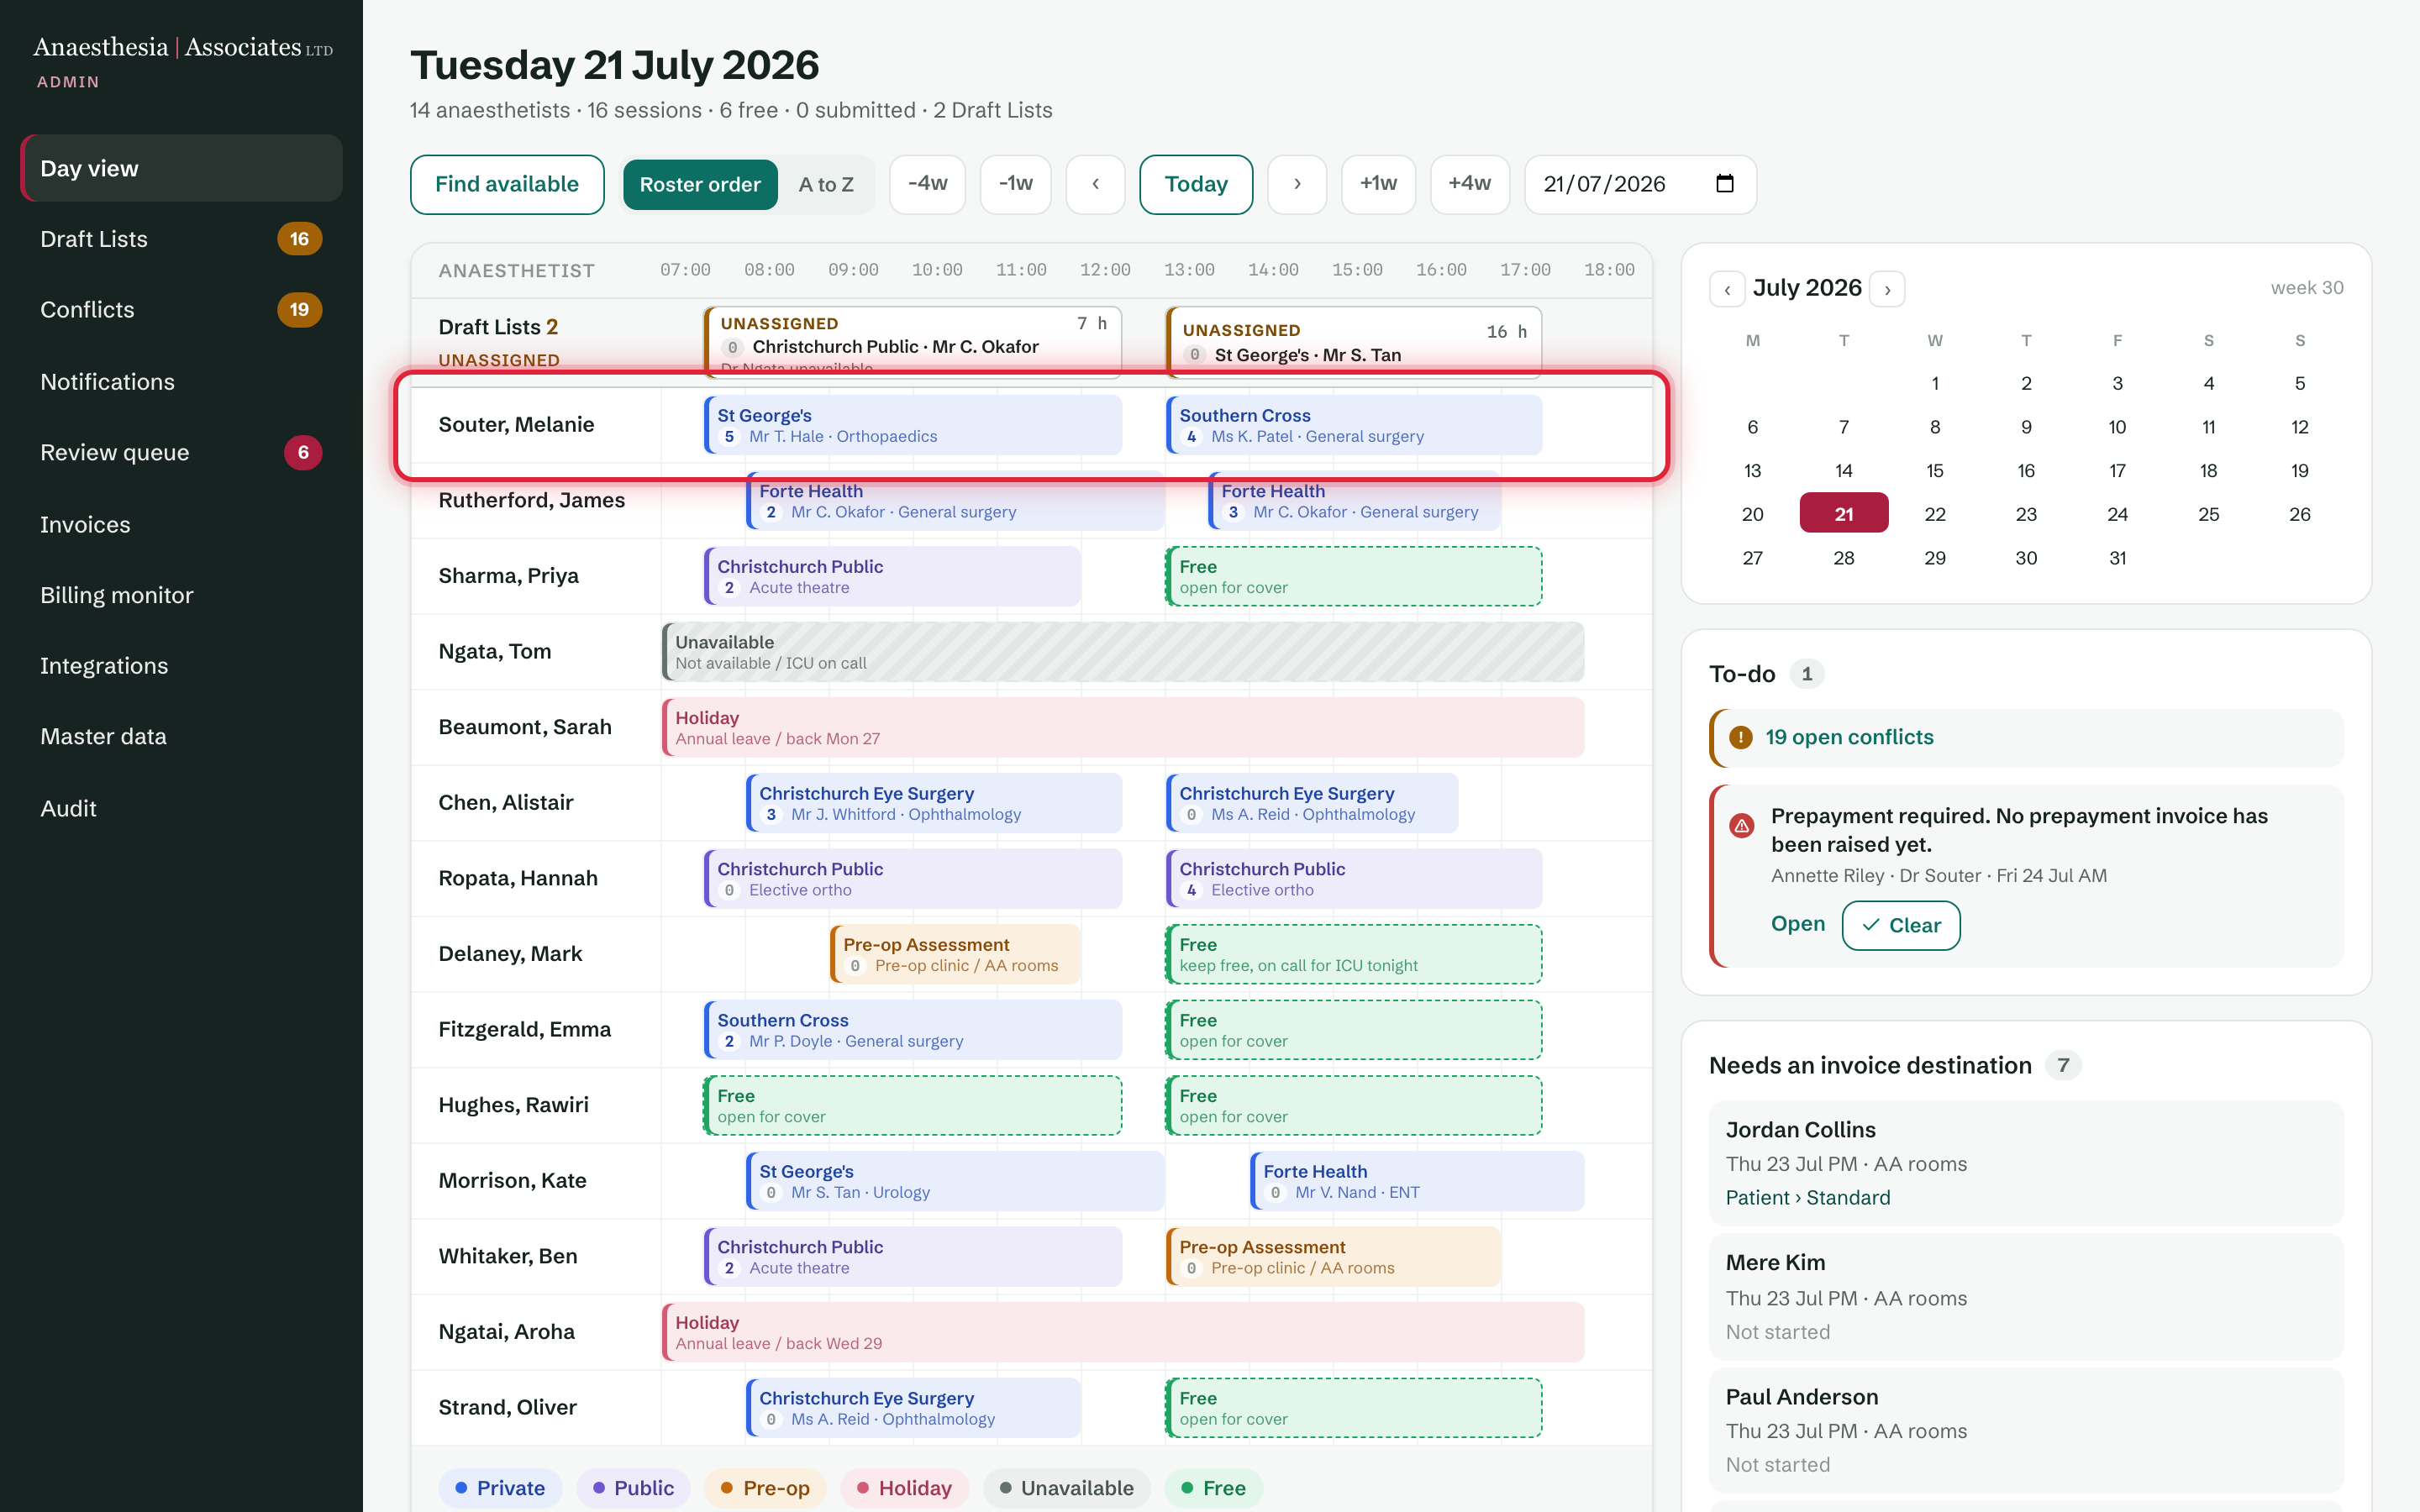 Anaesthesia | Associates LTD
ADMIN
Day view
Draft Lists 16
Conflicts 19
Notifications
Review queue 6
Invoices
Billing monitor
Integrations
Master data
Audit
Tuesday 21 July 2026
14 anaesthetists · 16 sessions · 6 free · 0 submitted · 2 Draft Lists
Find available Roster order A to Z -4w -1w ‹ Today › +1w +4w 21/07/2026
ANAESTHETIST 07:00 08:00 09:00 10:00 11:00 12:00 13:00 14:00 15:00 16:00 17:00 18:00
Draft Lists 2
UNASSIGNED
UNASSIGNED 7 h
0 Christchurch Public · Mr C. Okafor
Dr Ngata unavailable
UNASSIGNED 16 h
0 St George's · Mr S. Tan
Souter, Melanie
St George's
5 Mr T. Hale · Orthopaedics
Southern Cross
4 Ms K. Patel · General surgery
Rutherford, James
Forte Health
2 Mr C. Okafor · General surgery
Forte Health
3 Mr C. Okafor · General surgery
Sharma, Priya
Christchurch Public
2 Acute theatre
Free
open for cover
Ngata, Tom
Unavailable
Not available / ICU on call
Beaumont, Sarah
Holiday
Annual leave / back Mon 27
Chen, Alistair
Christchurch Eye Surgery
3 Mr J. Whitford · Ophthalmology
Christchurch Eye Surgery
0 Ms A. Reid · Ophthalmology
Ropata, Hannah
Christchurch Public
0 Elective ortho
Christchurch Public
4 Elective ortho
Delaney, Mark
Pre-op Assessment
0 Pre-op clinic / AA rooms
Free
keep free, on call for ICU tonight
Fitzgerald, Emma
Southern Cross
2 Mr P. Doyle · General surgery
Free
open for cover
Hughes, Rawiri
Free
open for cover
Free
open for cover
Morrison, Kate
St George's
0 Mr S. Tan · Urology
Forte Health
0 Mr V. Nand · ENT
Whitaker, Ben
Christchurch Public
2 Acute theatre
Pre-op Assessment
0 Pre-op clinic / AA rooms
Ngatai, Aroha
Holiday
Annual leave / back Wed 29
Strand, Oliver
Christchurch Eye Surgery
0 Ms A. Reid · Ophthalmology
Free
open for cover
Private Public Pre-op Holiday Unavailable Free
‹ July 2026 › week 30
M T W T F S S
1 2 3 4 5
6 7 8 9 10 11 12
13 14 15 16 17 18 19
20 21 22 23 24 25 26
27 28 29 30 31
To-do 1
19 open conflicts
Prepayment required. No prepayment invoice has
been raised yet.
Annette Riley · Dr Souter · Fri 24 Jul AM
Open Clear
Needs an invoice destination 7
Jordan Collins
Thu 23 Jul PM · AA rooms
Patient › Standard
Mere Kim
Thu 23 Jul PM · AA rooms
Not started
Paul Anderson
Thu 23 Jul PM · AA rooms
Not started